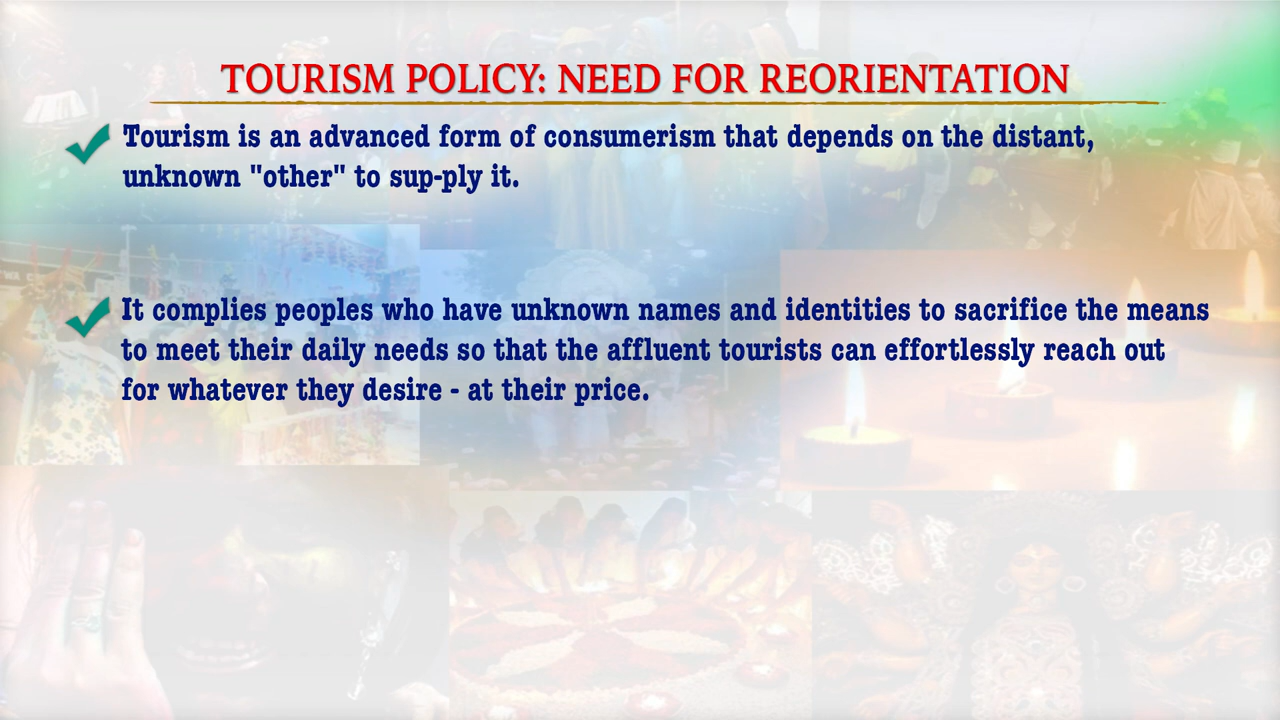 TOURISM POLICY: NEED FOR REORIENTATION
Tourism is an advanced form of consumerism that depends on the distant,
unknown "other" to sup-ply it.
It complies peoples who have unknown names and identities to sacrifice the means
to meet their daily needs so that the affluent tourists can effortlessly reach out
for whatever they desire - at their price.